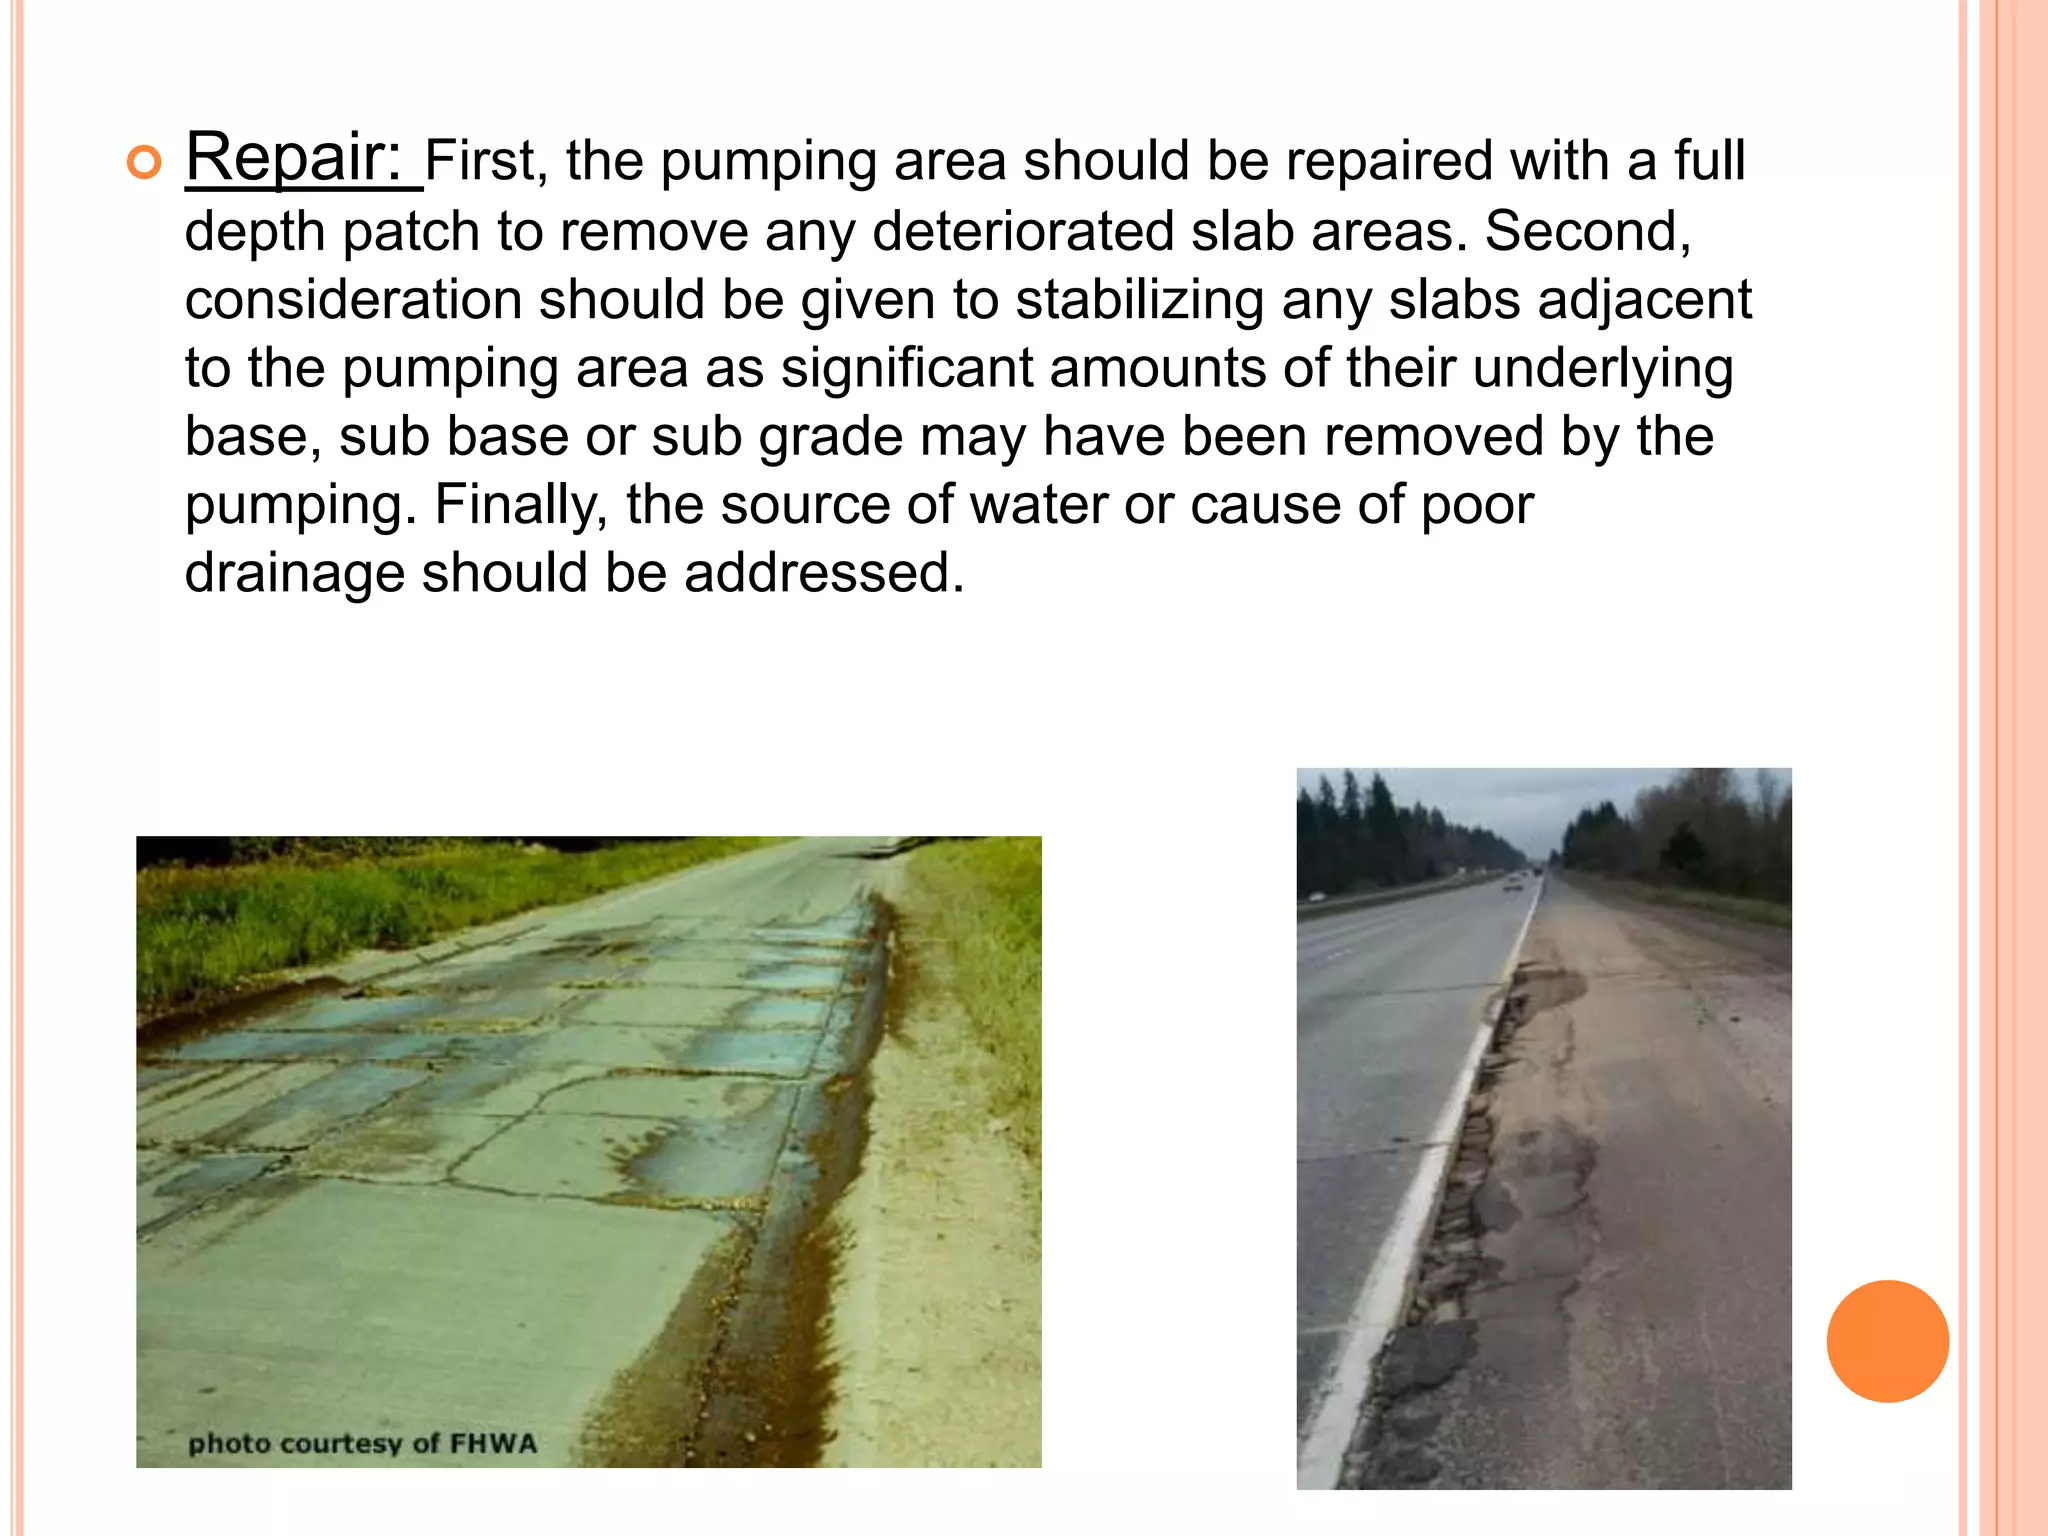 Repair: First, the pumping area should be repaired with a full
depth patch to remove any deteriorated slab areas. Second,
consideration should be given to stabilizing any slabs adjacent
to the pumping area as significant amounts of their underlying
base, sub base or sub grade may have been removed by the
pumping. Finally, the source of water or cause of poor
drainage should be addressed.
photo courtesy of FHWA